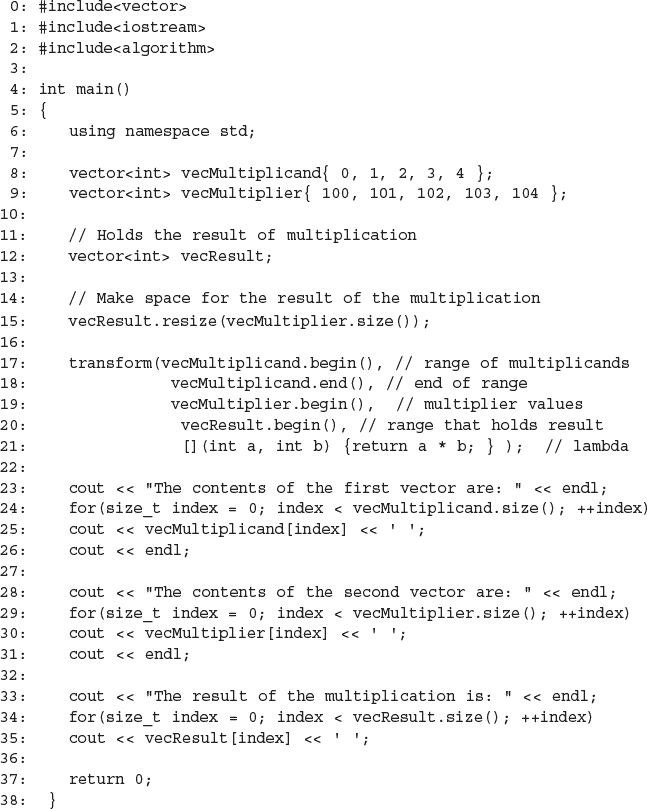 0: #include<vector>
1: #include<iostream>
2: #include<algorithm>
3:
4: int main()
5: {
6:    using namespace std;
7:
8:    vector<int> vecMultiplicand{ 0, 1, 2, 3, 4 };
9:    vector<int> vecMultiplier{ 100, 101, 102, 103, 104 };
10:
11:    // Holds the result of multiplication
12:    vector<int> vecResult;
13:
14:    // Make space for the result of the multiplication
15:    vecResult.resize(vecMultiplier.size());
16:
17:    transform(vecMultiplicand.begin(), // range of multiplicands
18:              vecMultiplicand.end(), // end of range
19:              vecMultiplier.begin(),  // multiplier values
20:               vecResult.begin(), // range that holds result
21:               [](int a, int b) {return a * b; } );  // lambda
22:
23:    cout << "The contents of the first vector are: " << endl;
24:    for(size_t index = 0; index < vecMultiplicand.size(); ++index)
25:    cout << vecMultiplicand[index] << ' ';
26:    cout << endl;
27:
28:    cout << "The contents of the second vector are: " << endl;
29:    for(size_t index = 0; index < vecMultiplier.size(); ++index)
30:    cout << vecMultiplier[index] << ' ';
31:    cout << endl;
32:
33:    cout << "The result of the multiplication is: " << endl;
34:    for(size_t index = 0; index < vecResult.size(); ++index)
35:    cout << vecResult[index] << ' ';
36:
37:    return 0;
38:  }